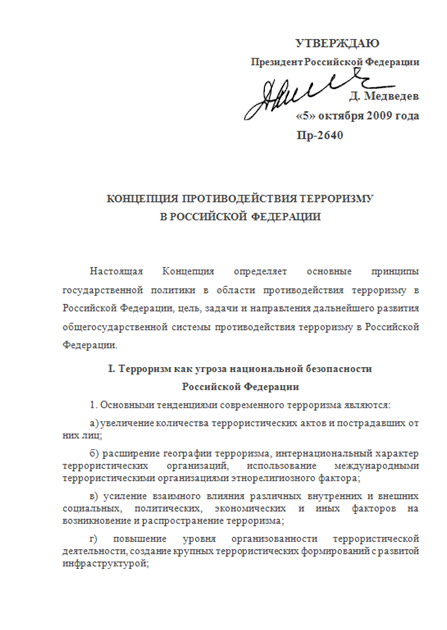 УТВЕРЖДАЮ
Президент Российской Федерации
Д. Медведев
«5» октября 2009 года
Пр-2640
КОНЦЕПЦИЯ ПРОТИВОДЕЙСТВИЯ ТЕРРОРИЗМУ
В РОССИЙСКОЙ ФЕДЕРАЦИИ
Настоящая Концепция определяет основные принципы
государственной политики в области противодействия терроризму в
Российской Федерации, цель, задачи и направления дальнейшего развития
общегосударственной системы противодействия терроризму в Российской
Федерации.
I. Терроризм как угроза национальной безопасности
Российской Федерации
1. Основными тенденциями современного терроризма являются:
а) увеличение количества террористических актов и пострадавших от
них лиц;
б) расширение географии терроризма, интернациональный характер
террористических организаций, использование международными
террористическими организациями этнорелигиозного фактора;
в) усиление взаимного влияния различных внутренних и внешних
социальных, политических, экономических и иных факторов на
возникновение и распространение терроризма;
г) повышение уровня организованности террористической
деятельности, создание крупных террористических формирований с развитой
инфраструктурой;